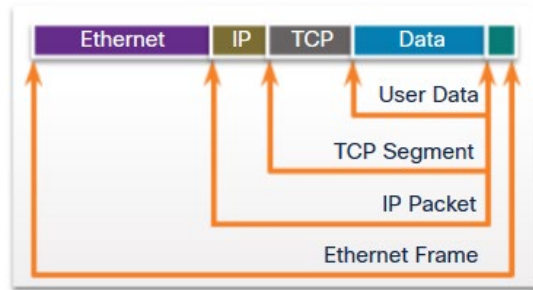 Ethernet IP TCP Data
User Data
TCP Segment
IP Packet
Ethernet Frame